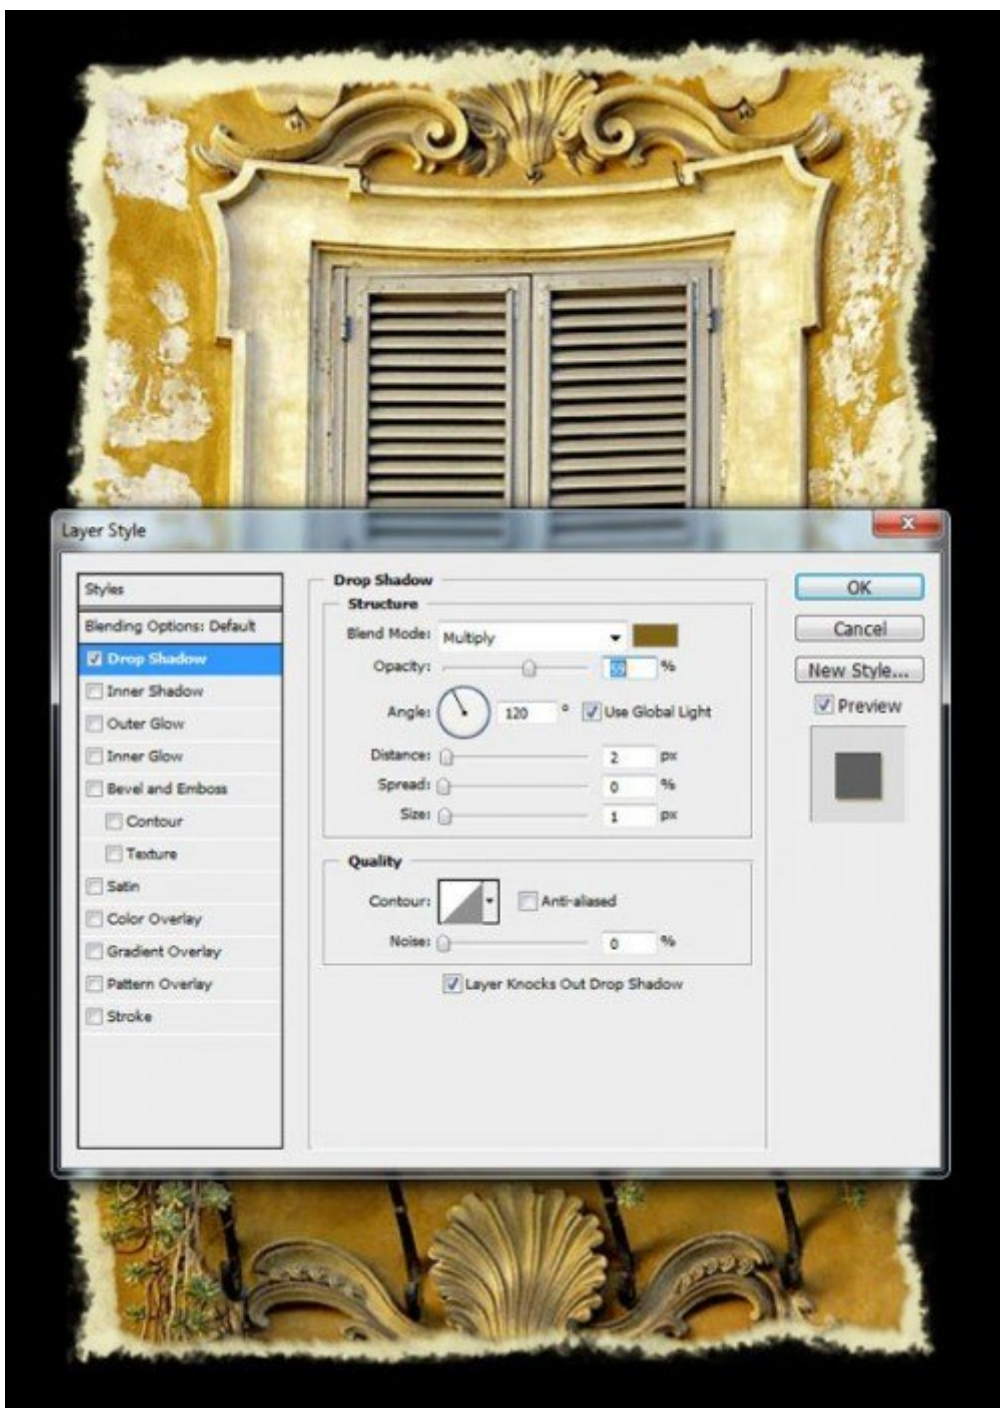 Layer Style
Styles
Blending Options: Default
Drop Shadow
Inner Shadow
Outer Glow
Inner Glow
Bevel and Emboss
Contour
Texture
Satin
Color Overlay
Gradient Overlay
Pattern Overlay
Stroke
Drop Shadow
Structure
Blend Mode: Multiply
Opacity: 59 %
Angle: 120 ° Use Global Light
Distance: 2 px
Spread: 0 %
Size: 1 px
Quality
Contour: Anti-aliased
Noise: 0 %
Layer Knocks Out Drop Shadow
OK
Cancel
New Style...
Preview